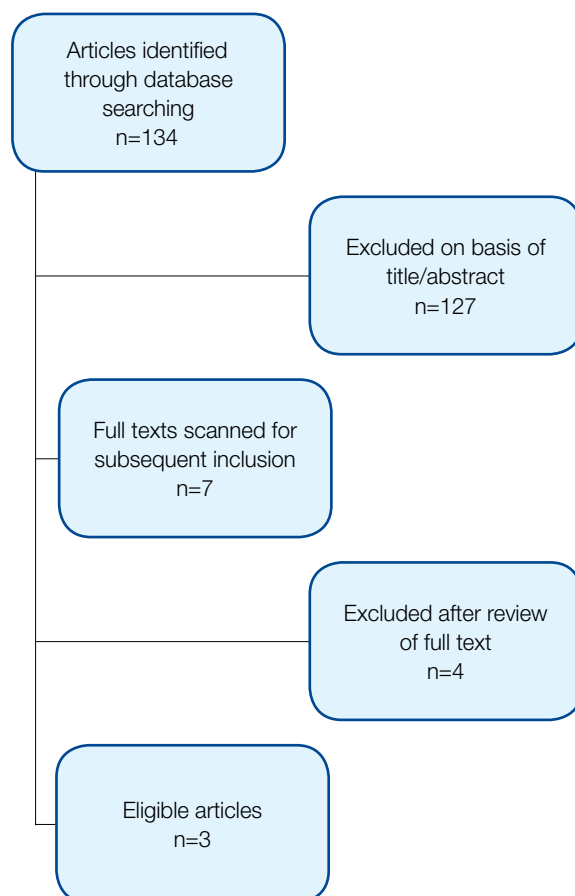 Articles identified
through database
searching
n=134
Excluded on basis of
title/abstract
n=127
Full texts scanned for
subsequent inclusion
n=7
Excluded after review
of full text
n=4
Eligible articles
n=3